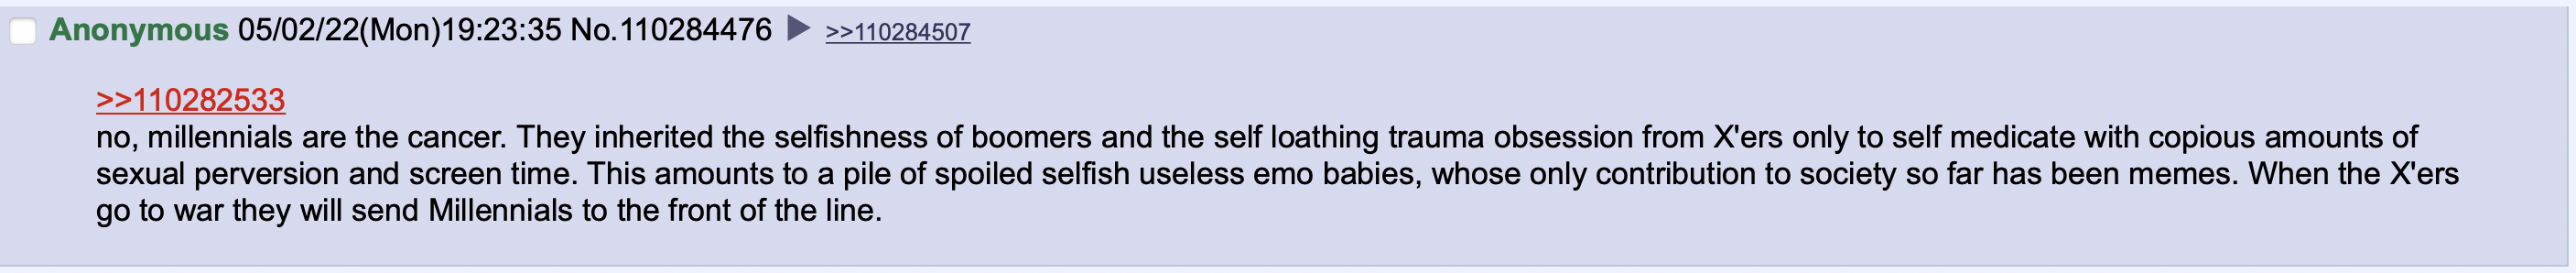 Anonymous 05/02/22(Mon)19:23:35 No.110284476 ▶ >>110284507
>>110282533
no, millennials are the cancer. They inherited the selfishness of boomers and the self loathing trauma obsession from X'ers only to self medicate with copious amounts of
sexual perversion and screen time. This amounts to a pile of spoiled selfish useless emo babies, whose only contribution to society so far has been memes. When the X'ers
go to war they will send Millennials to the front of the line.